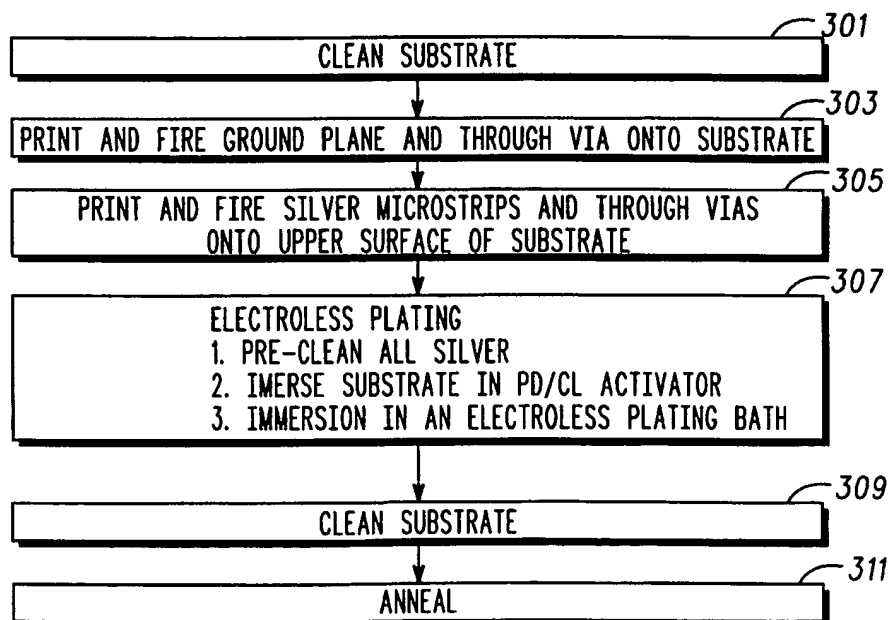 301
CLEAN SUBSTRATE
303
PRINT AND FIRE GROUND PLANE AND THROUGH VIA ONTO SUBSTRATE
305
PRINT AND FIRE SILVER MICROSTRIPS AND THROUGH VIAS
ONTO UPPER SURFACE OF SUBSTRATE
307
ELECTROLESS PLATING
1. PRE-CLEAN ALL SILVER
2. IMERSE SUBSTRATE IN PD/CL ACTIVATOR
3. IMMERSION IN AN ELECTROLESS PLATING BATH
309
CLEAN SUBSTRATE
311
ANNEAL